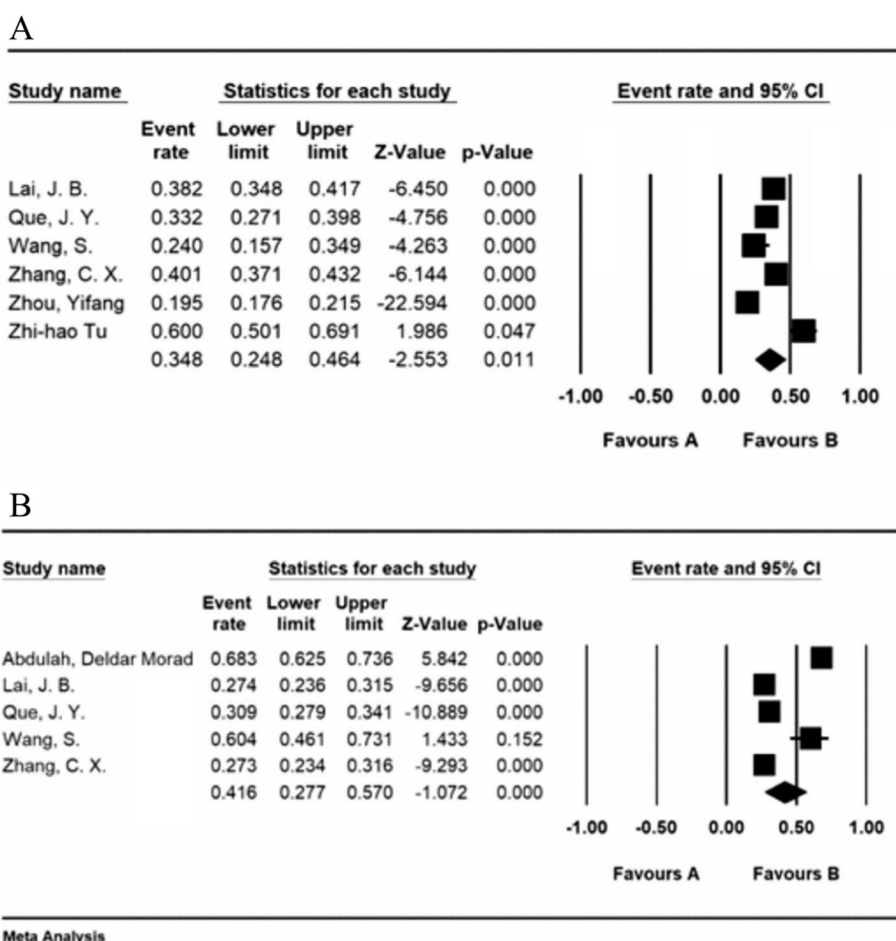 A
Study name Statistics for each study Event rate and 95% CI
Event Lower Upper
rate limit limit Z-Value p-Value
Lai, J. B. 0.382 0.348 0.417 -6.450 0.000
Que, J. Y. 0.332 0.271 0.398 -4.756 0.000
Wang, S. 0.240 0.157 0.349 -4.263 0.000
Zhang, C. X. 0.401 0.371 0.432 -6.144 0.000
Zhou, Yifang 0.195 0.176 0.215 -22.594 0.000
Zhi-hao Tu 0.600 0.501 0.691 1.986 0.047
0.348 0.248 0.464 -2.553 0.011
-1.00 -0.50 0.00 0.50 1.00
Favours A Favours B
B
Study name Statistics for each study Event rate and 95% CI
Event Lower Upper
rate limit limit Z-Value p-Value
Abdulah, Deldar Morad 0.683 0.625 0.736 5.842 0.000
Lai, J. B. 0.274 0.236 0.315 -9.656 0.000
Que, J. Y. 0.309 0.279 0.341 -10.889 0.000
Wang, S. 0.604 0.461 0.731 1.433 0.152
Zhang, C. X. 0.273 0.234 0.316 -9.293 0.000
0.416 0.277 0.570 -1.072 0.000
-1.00 -0.50 0.00 0.50 1.00
Favours A Favours B
Meta Analysis